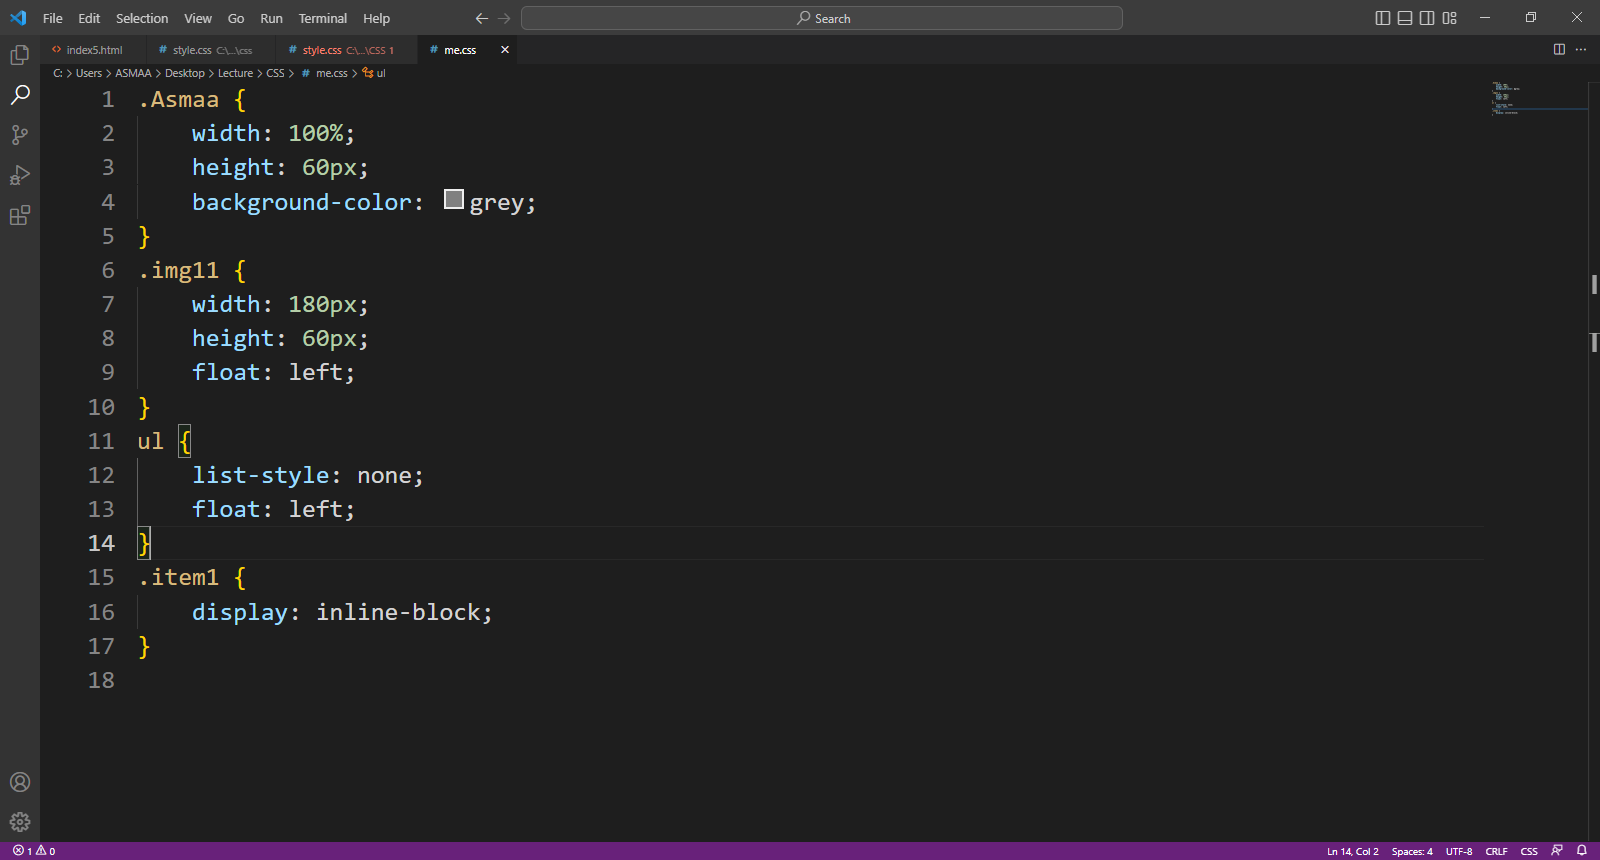 File Edit Selection View Go Run Terminal Help Search
index5.html # style.css C:\...\css # style.css C:\...\CSS 1 # me.css
C: > Users > ASMAA > Desktop > Lecture > CSS > # me.css > ul
1 .Asmaa {
2 width: 100%;
3 height: 60px;
4 background-color: grey;
5 }
6 .img11 {
7 width: 180px;
8 height: 60px;
9 float: left;
10 }
11 ul {
12 list-style: none;
13 float: left;
14 }
15 .item1 {
16 display: inline-block;
17 }
18
1 0 Ln 14, Col 2 Spaces: 4 UTF-8 CRLF CSS